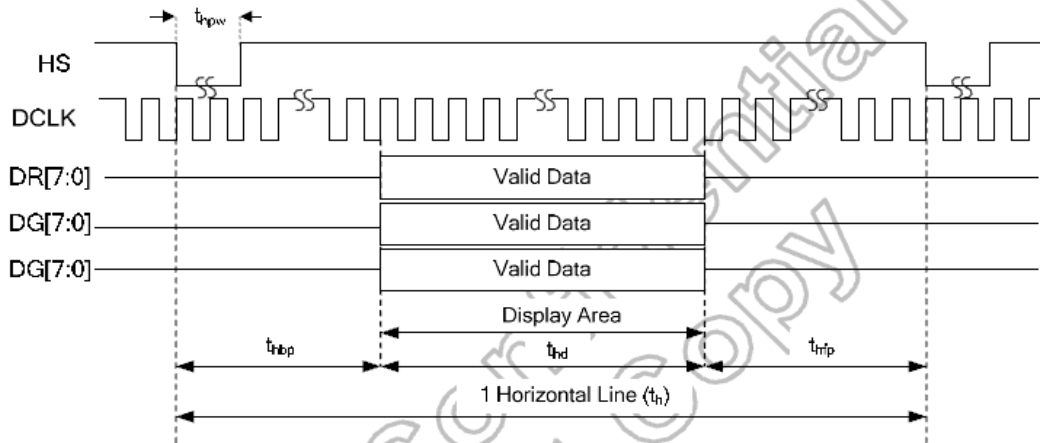 thpw
HS
DCLK
DR[7:0]
Valid Data
DG[7:0]
Valid Data
DG[7:0]
Valid Data
Display Area
thbp
thd
thfp
1 Horizontal Line (th)
Copy